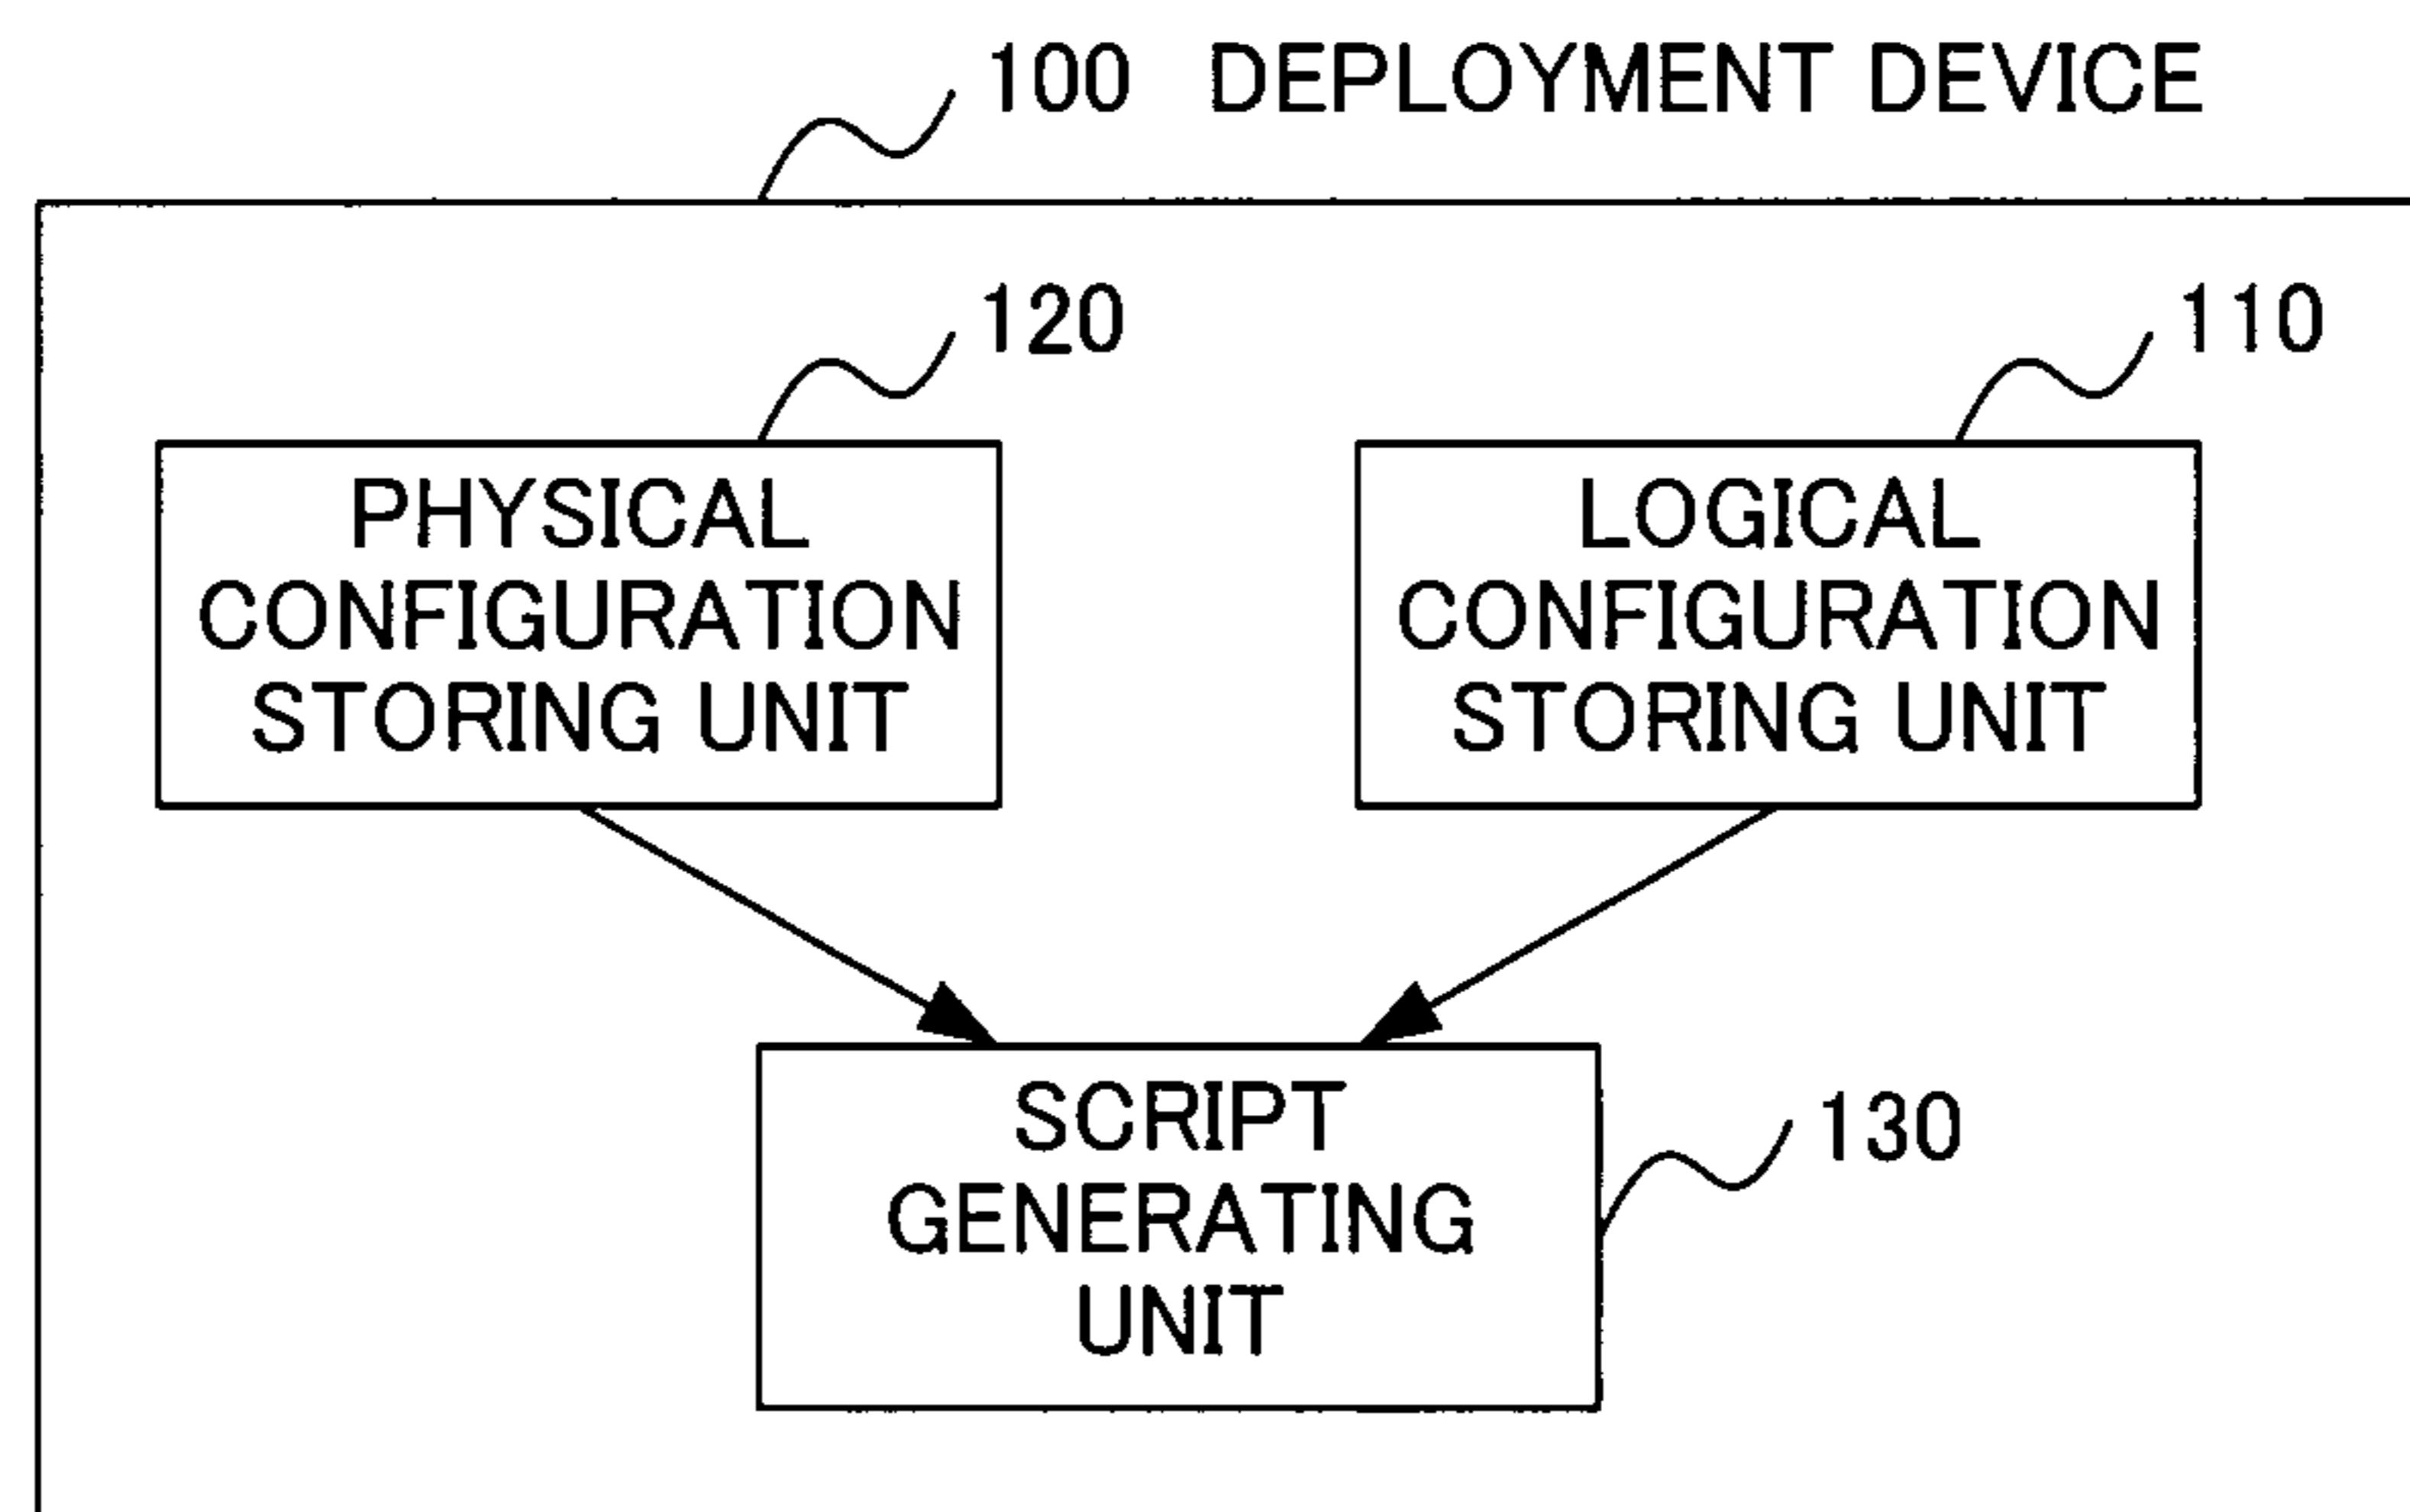 100 DEPLOYMENT DEVICE
120
110
PHYSICAL
CONFIGURATION
STORING UNIT
LOGICAL
CONFIGURATION
STORING UNIT
SCRIPT
GENERATING
UNIT
130